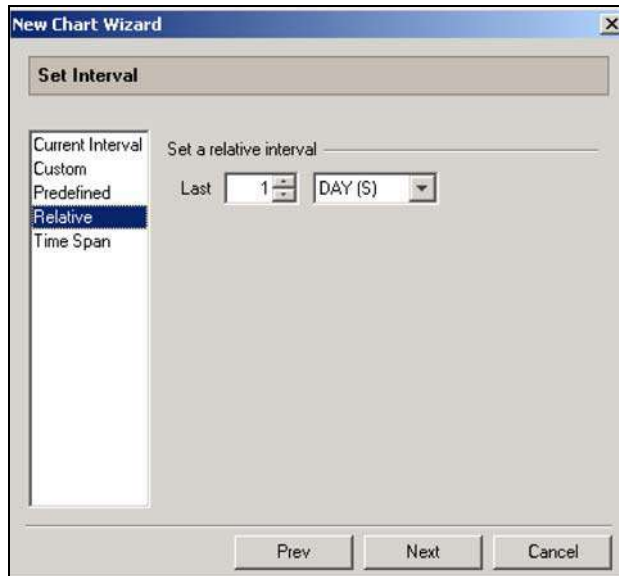 New Chart Wizard
Set Interval
Current Interval
Custom
Predefined
Relative
Time Span
Set a relative interval
Last 1 DAY (S)
Prev Next Cancel